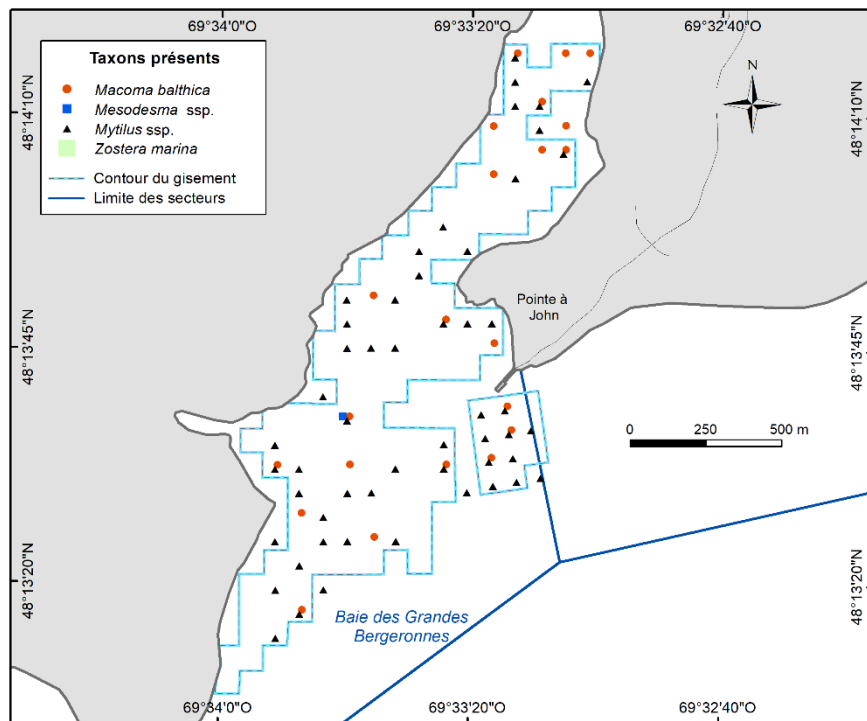 69°34'0"O 69°33'20"O 69°32'40"O
Taxons présents
Macoma balthica
Mesodesma ssp.
Mytilus ssp.
Zostera marina
Contour du gisement
Limite des secteurs
N
48°14'10"N 48°14'10"N
Pointe à
John
48°13'45"N 48°13'45"N
0 250 500 m
48°13'20"N 48°13'20"N
Baie des Grandes
Bergeronnes
69°34'0"O 69°33'20"O 69°32'40"O